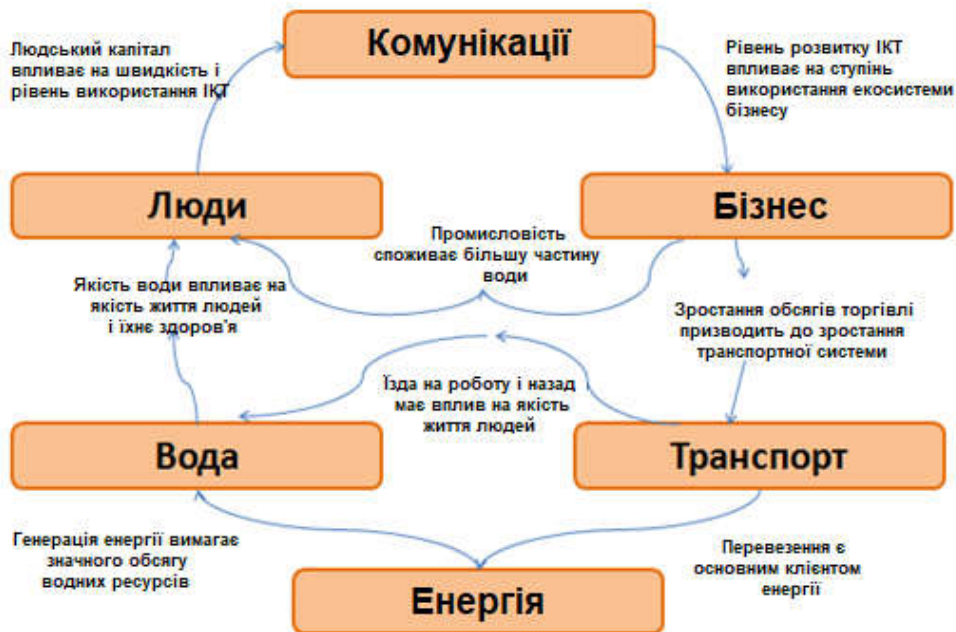 Комунікації
Людський капітал
впливає на швидкість і
рівень використання ІКТ
Рівень розвитку ІКТ
впливає на ступінь
використання екосистеми
бізнесу
Люди
Бізнес
Промисловість
споживає більшу частину
води
Якість води впливає на
якість життя людей
і їхнє здоров'я
Зростання обсягів торгівлі
призводить до зростання
транспортної системи
Їзда на роботу і назад
має вплив на якість
життя людей
Вода
Транспорт
Генерація енергії вимагає
значного обсягу
водних ресурсів
Перевезення є
основним клієнтом
енергії
Енергія